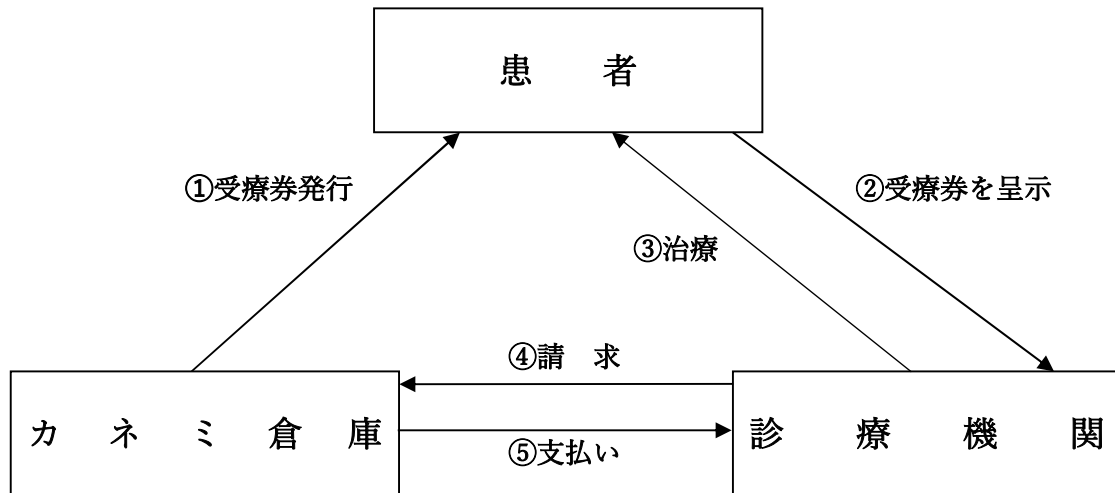 患者
①受療券発行
②受療券を呈示
③治療
④請求
カネミ倉庫
診療機関
⑤支払い